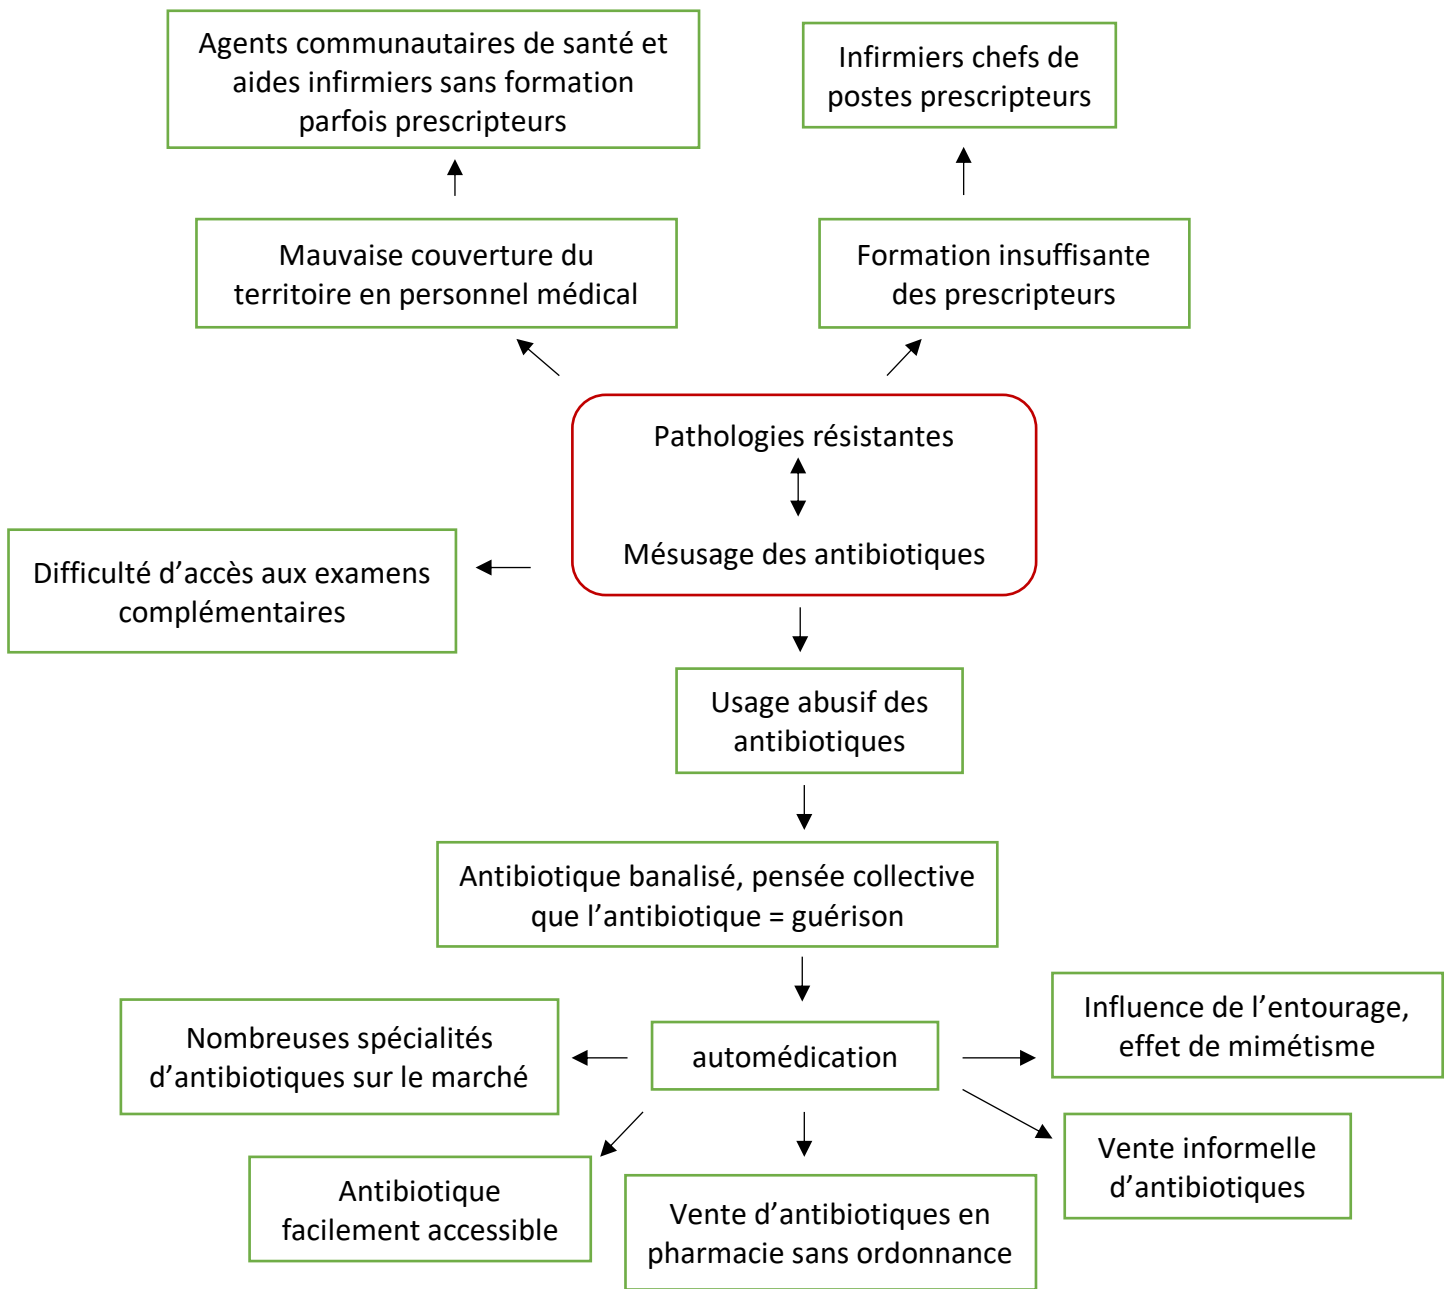 Agents communautaires de santé et
aides infirmiers sans formation
parfois prescripteurs
Infirmiers chefs de
postes prescripteurs
Mauvaise couverture du
territoire en personnel médical
Formation insuffisante
des prescripteurs
Pathologies résistantes
Mésusage des antibiotiques
Difficulté d’accès aux examens
complémentaires
Usage abusif des
antibiotiques
Antibiotique banalisé, pensée collective
que l’antibiotique = guérison
Nombreuses spécialités
d’antibiotiques sur le marché
automédication
Influence de l’entourage,
effet de mimétisme
Antibiotique
facilement accessible
Vente d’antibiotiques en
pharmacie sans ordonnance
Vente informelle
d’antibiotiques